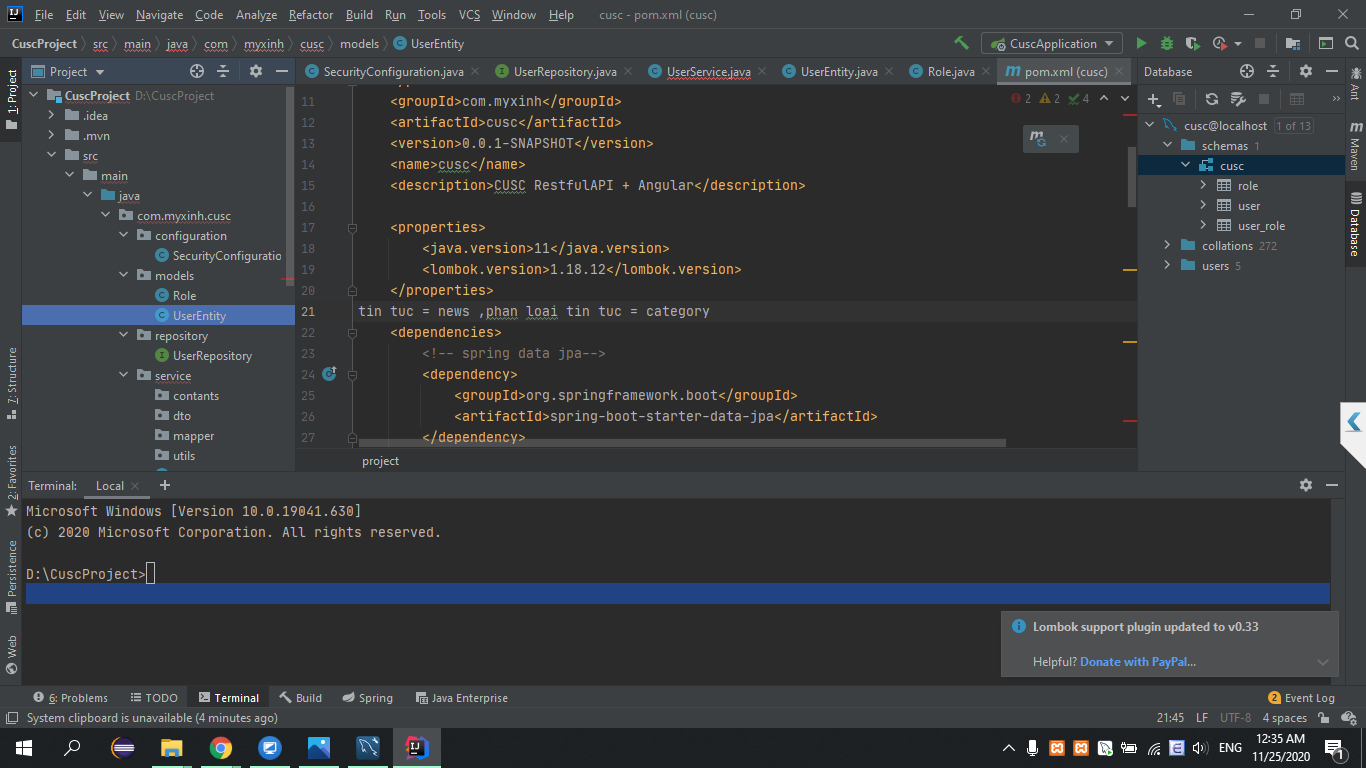 File Edit View Navigate Code Analyze Refactor Build Run Tools VCS Window Help cusc - pom.xml (cusc)
CuscProject src main java com myxinh cusc models UserEntity CuscApplication
Project SecurityConfiguration.java UserRepository.java UserService.java UserEntity.java Role.java pom.xml (cusc) Database
1: Project
7: Structure
2: Favorites
Persistence
Web
CuscProject D:\CuscProject
.idea
.mvn
src
main
java
com.myxinh.cusc
configuration
SecurityConfiguratio
models
Role
UserEntity
repository
UserRepository
service
contants
dto
mapper
utils
11 <groupId>com.myxinh</groupId>
12 <artifactId>cusc</artifactId>
13 <version>0.0.1-SNAPSHOT</version>
14 <name>cusc</name>
15 <description>CUSC RestfulAPI + Angular</description>
16
17 <properties>
18 <java.version>11</java.version>
19 <lombok.version>1.18.12</lombok.version>
20 </properties>
21 tin tuc = news ,phan loai tin tuc = category
22 <dependencies>
23 <!-- spring data jpa-->
24 <dependency>
25 <groupId>org.springframework.boot</groupId>
26 <artifactId>spring-boot-starter-data-jpa</artifactId>
27 </dependency>
2 2 4
project
cusc@localhost 1 of 13
schemas 1
cusc
role
user
user_role
collations 272
users 5
Ant
Maven
Database
Terminal: Local
Microsoft Windows [Version 10.0.19041.630]
(c) 2020 Microsoft Corporation. All rights reserved.
D:\CuscProject>
Lombok support plugin updated to v0.33
Helpful? Donate with PayPal...
6: Problems TODO Terminal Build Spring Java Enterprise 2 Event Log
System clipboard is unavailable (4 minutes ago) 21:45 LF UTF-8 4 spaces
ENG 12:35 AM
11/25/2020 1